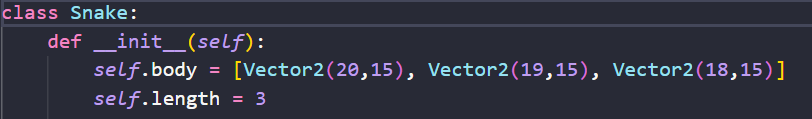 class Snake:
    def __init__(self):
        self.body = [Vector2(20,15), Vector2(19,15), Vector2(18,15)]
        self.length = 3